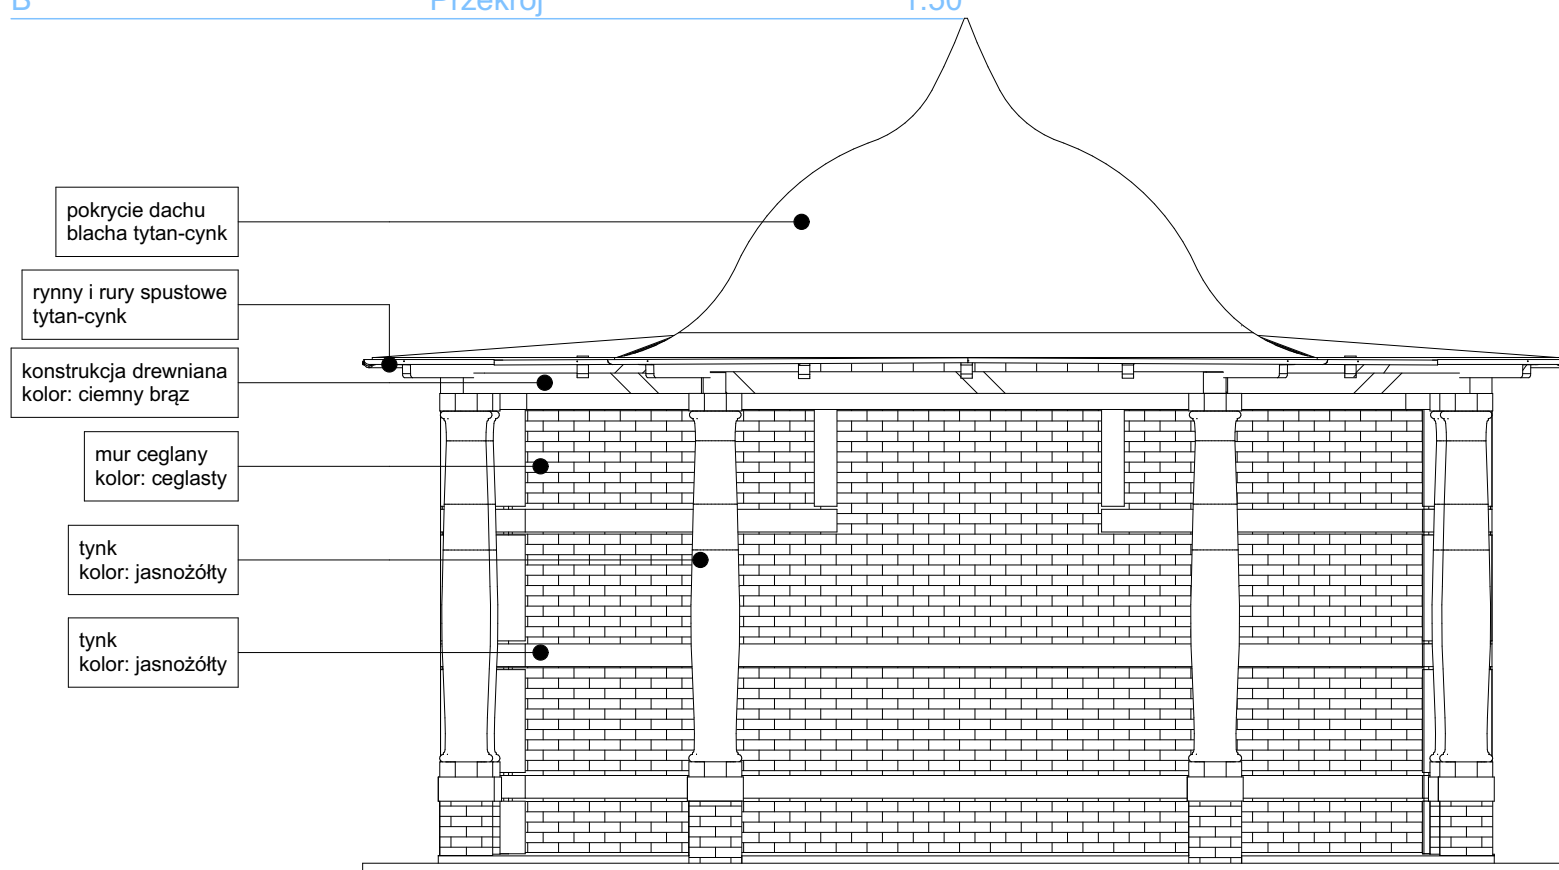 B Przekrój 1:50
pokrycie dachu
blacha tytan-cynk
rynny i rury spustowe
tytan-cynk
konstrukcja drewniana
kolor: ciemny brąz
mur ceglany
kolor: ceglasty
tynk
kolor: jasnożółty
tynk
kolor: jasnożółty